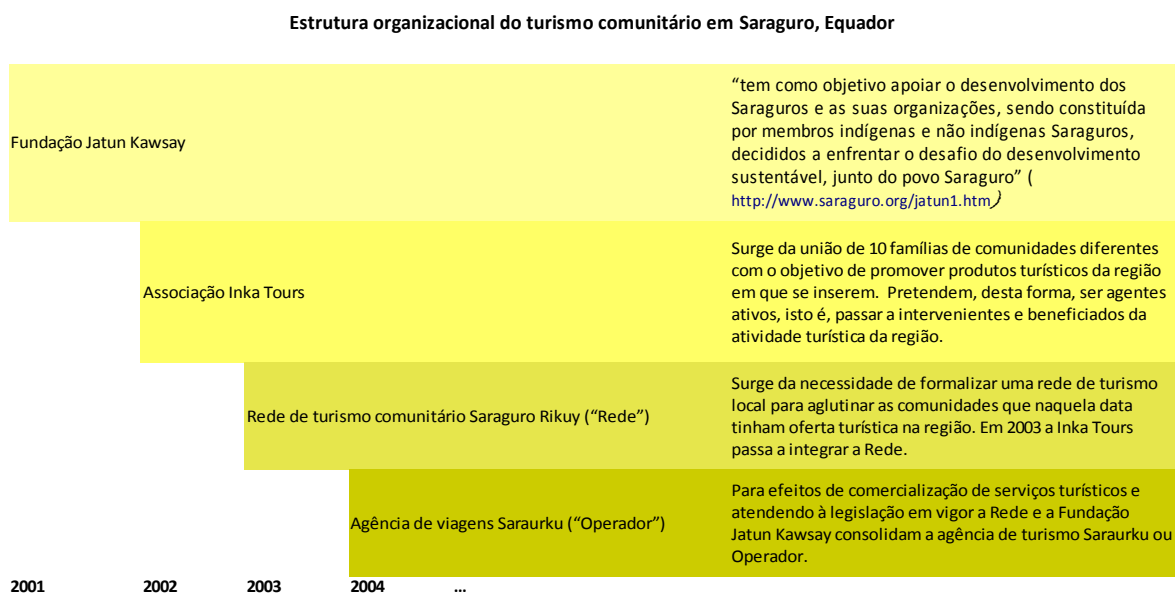 Estrutura organizacional do turismo comunitário em Saraguro, Equador
Fundação Jatun Kawsay
“tem como objetivo apoiar o desenvolvimento dos
Saraguros e as suas organizações, sendo constituída
por membros indígenas e não indígenas Saraguros,
decididos a enfrentar o desafio do desenvolvimento
sustentável, junto do povo Saraguro” (
http://www.saraguro.org/jatun1.htm)
Associação Inka Tours
Surge da união de 10 famílias de comunidades diferentes
com o objetivo de promover produtos turísticos da região
em que se inserem. Pretendem, desta forma, ser agentes
ativos, isto é, passar a intervenientes e beneficiados da
atividade turística da região.
Rede de turismo comunitário Saraguro Rikuy (“Rede”)
Surge da necessidade de formalizar uma rede de turismo
local para aglutinar as comunidades que naquela data
tinham oferta turística na região. Em 2003 a Inka Tours
passa a integrar a Rede.
Agência de viagens Saraurku (“Operador”)
Para efeitos de comercialização de serviços turísticos e
atendendo à legislação em vigor a Rede e a Fundação
Jatun Kawsay consolidam a agência de turismo Saraurku ou
Operador.
2001 2002 2003 2004 ...